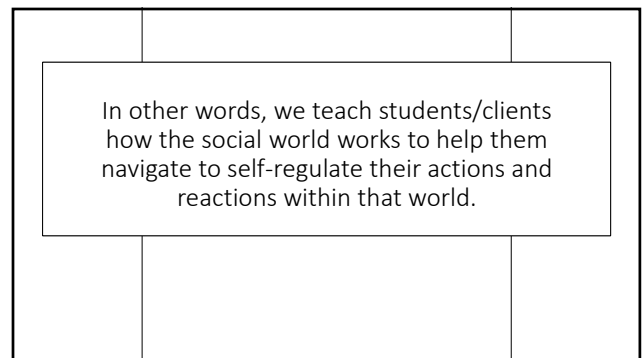 In other words, we teach students/clients
how the social world works to help them
navigate to self-regulate their actions and
reactions within that world.